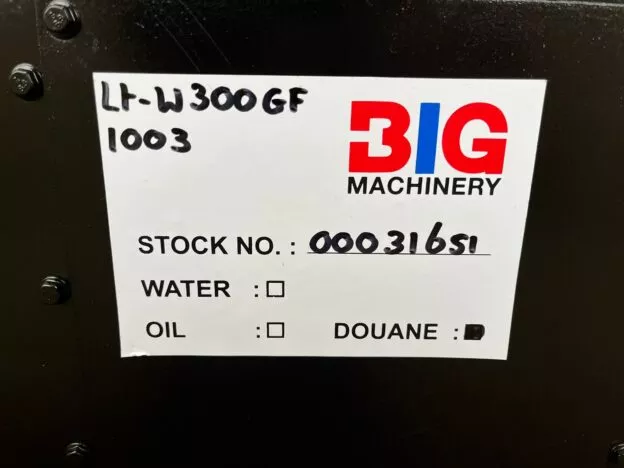 Lt-W300GF
1003
BIG
MACHINERY
STOCK NO. : 00031651
WATER :
OIL :
DOUANE :